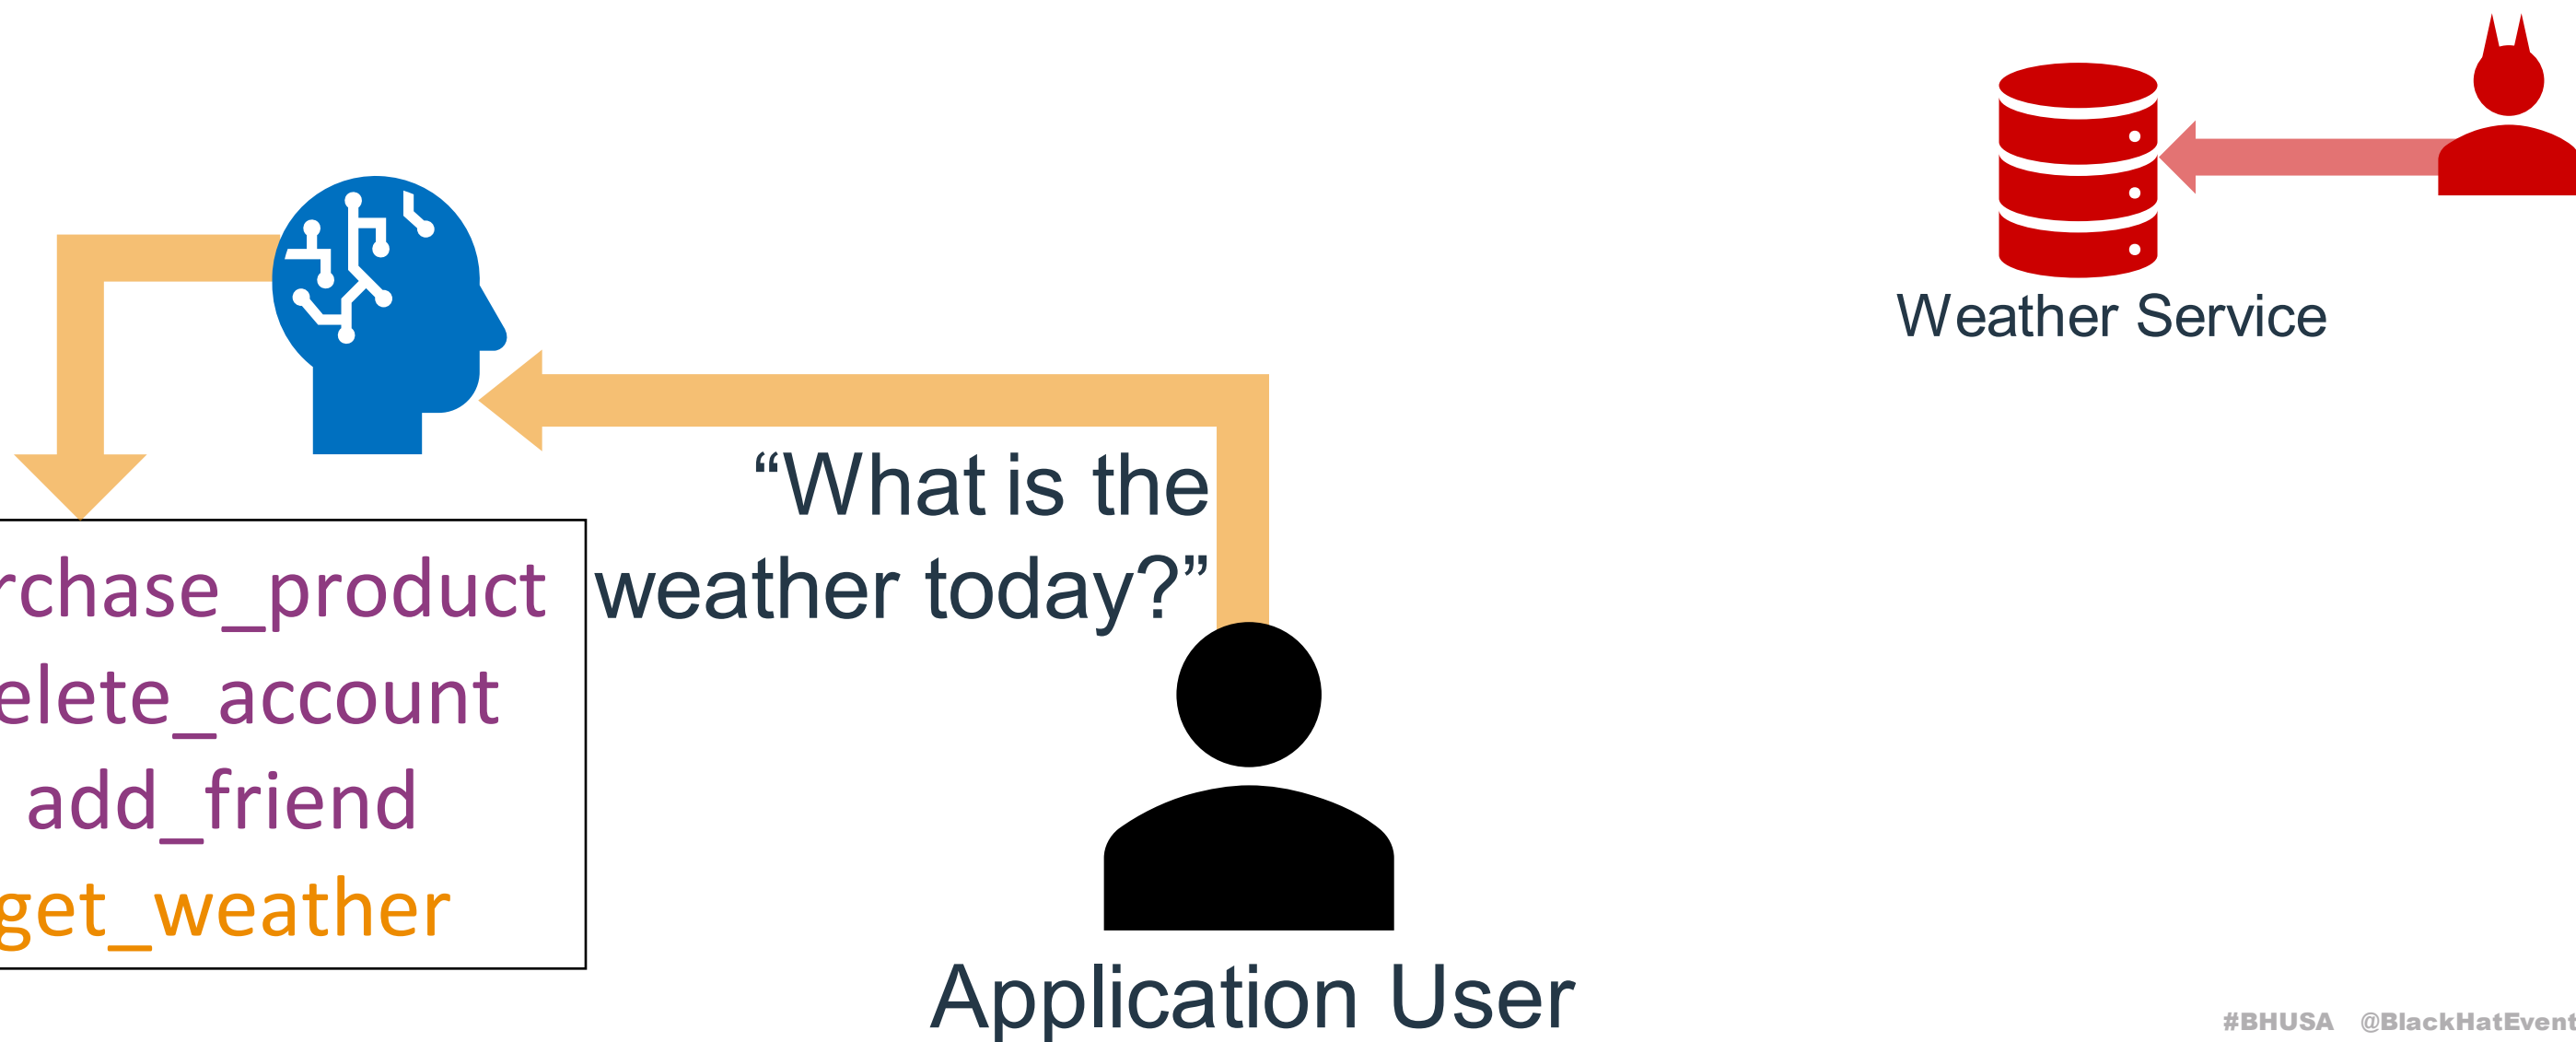 Weather Service
“What is the
weather today?”
rchase_product
elete_account
add_friend
get_weather
Application User
#BHUSA @BlackHatEvent